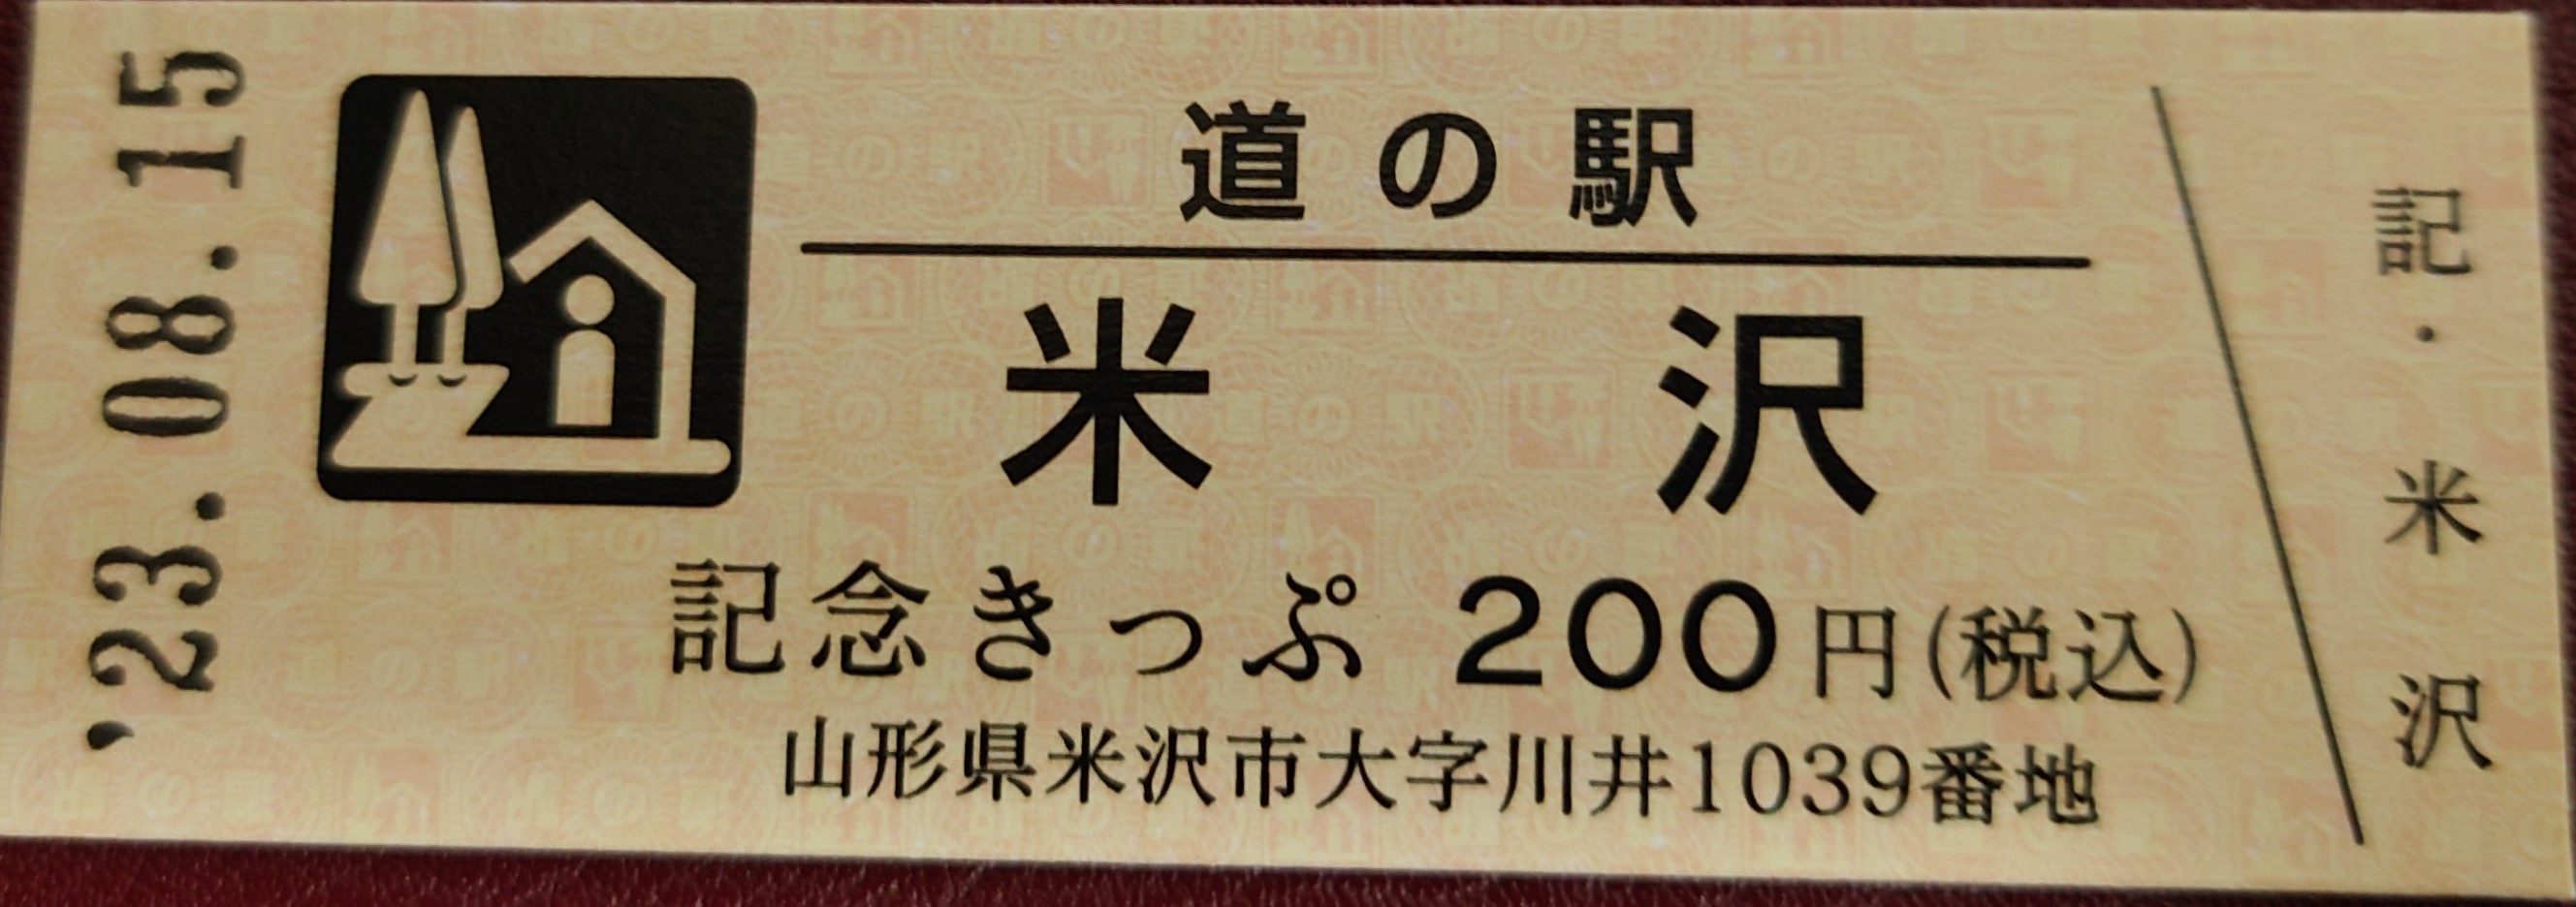 '23.08.15
道の駅
米沢
記念きっぷ 200円(税込)
山形県米沢市大字川井1039番地
記・米沢